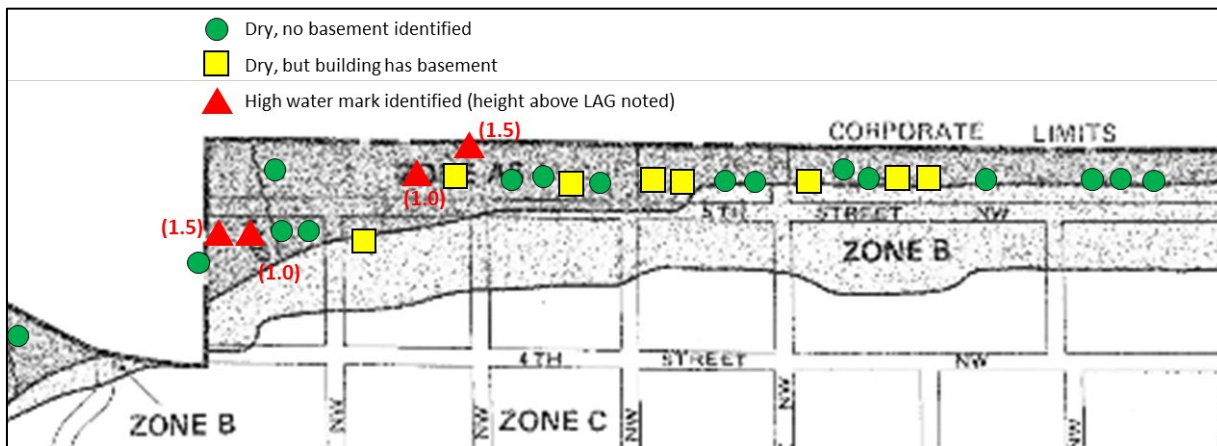 Dry, no basement identified
Dry, but building has basement
High water mark identified (height above LAG noted)
(1.5)
CORPORATE LIMITS
(1.0)
5TH STREET NW
(1.5)
(1.0)
ZONE B
4TH STREET NW
ZONE B
ZONE C
NW
NW
NW
NW
NW